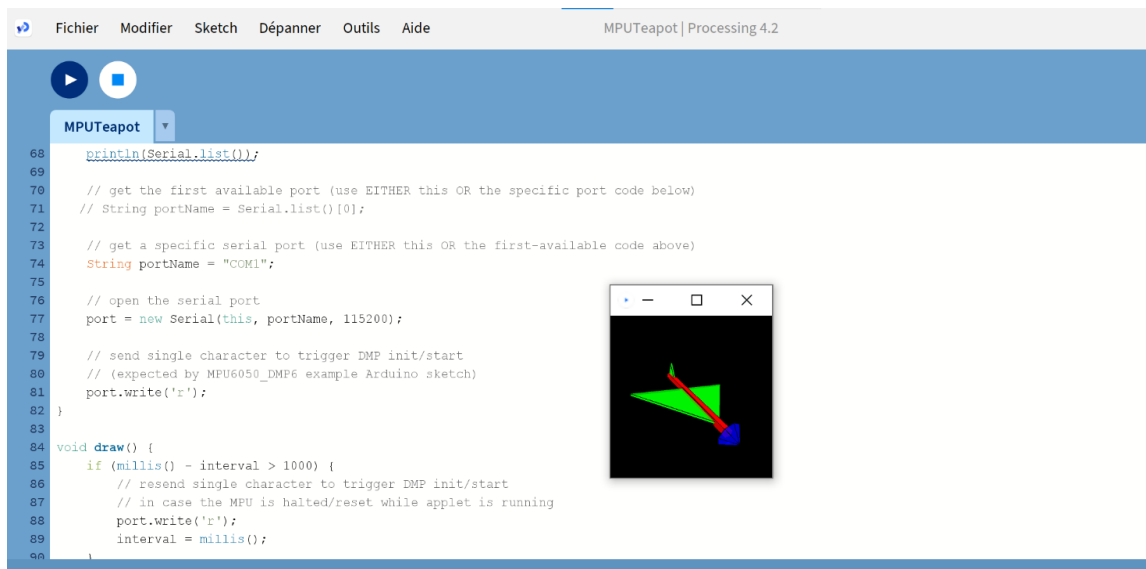 Fichier Modifier Sketch Dépanner Outils Aide MPUTeapot | Processing 4.2
MPUTeapot
68 println(Serial.list());
69
70 // get the first available port (use EITHER this OR the specific port code below)
71 // String portName = Serial.list()[0];
72
73 // get a specific serial port (use EITHER this OR the first-available code above)
74 String portName = "COM1";
75
76 // open the serial port
77 port = new Serial(this, portName, 115200);
78
79 // send single character to trigger DMP init/start
80 // (expected by MPU6050_DMP6 example Arduino sketch)
81 port.write('r');
82 }
83
84 void draw() {
85 if (millis() - interval > 1000) {
86 // resend single character to trigger DMP init/start
87 // in case the MPU is halted/reset while applet is running
88 port.write('r');
89 interval = millis();
90 }